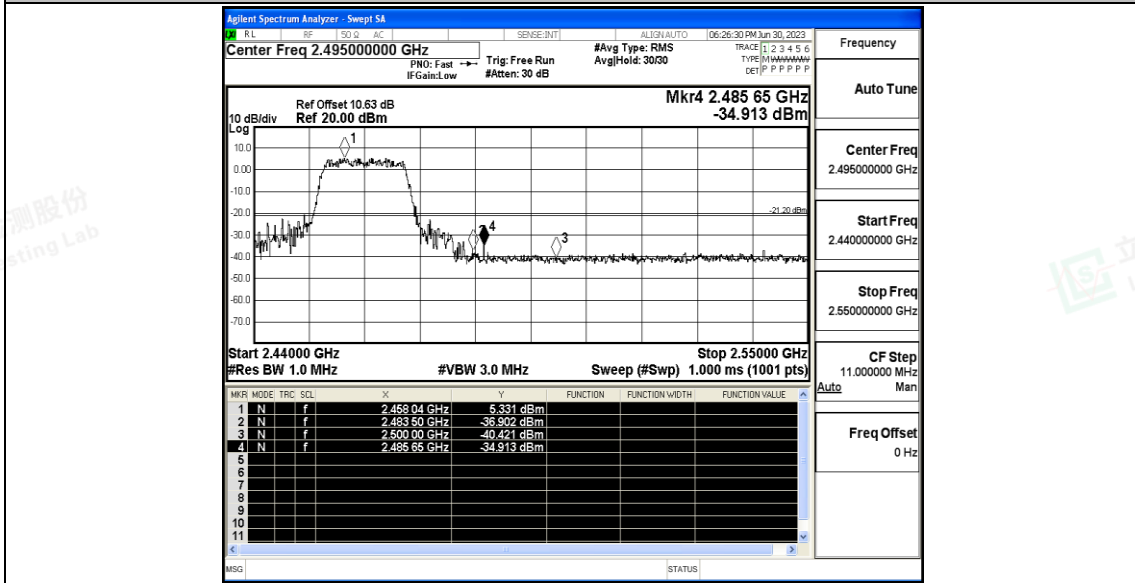 Agilent Spectrum Analyzer - Swept SA
LXI RL RF 50 Ω AC SENSE:INT ALIGNAUTO 06:26:30 PM Jun 30, 2023
Center Freq 2.495000000 GHz
PNO: Fast
IFGain:Low
Trig: Free Run
#Atten: 30 dB
#Avg Type: RMS
Avg|Hold: 30/30
TRACE 1 2 3 4 5 6
TYPE M
DET P P P P P P
Ref Offset 10.63 dB
10 dB/div Ref 20.00 dBm
Log
Mkr4 2.485 65 GHz
-34.913 dBm
10.0
0.00
-10.0
-20.0
-30.0
-40.0
-50.0
-60.0
-70.0
1
4
3
-21.20 dBm
Start 2.44000 GHz Stop 2.55000 GHz
#Res BW 1.0 MHz #VBW 3.0 MHz Sweep (#Swp) 1.000 ms (1001 pts)
MKR MODE TRC SCL X Y FUNCTION FUNCTION WIDTH FUNCTION VALUE
1 N f 2.458 04 GHz 5.331 dBm
2 N f 2.483 50 GHz -36.902 dBm
3 N f 2.500 00 GHz -40.421 dBm
4 N f 2.485 65 GHz -34.913 dBm
5
6
7
8
9
10
11
MSG STATUS
Frequency
Auto Tune
Center Freq
2.495000000 GHz
Start Freq
2.440000000 GHz
Stop Freq
2.550000000 GHz
CF Step
11.000000 MHz
Auto Man
Freq Offset
0 Hz
测股份
sting Lab
立
LCS